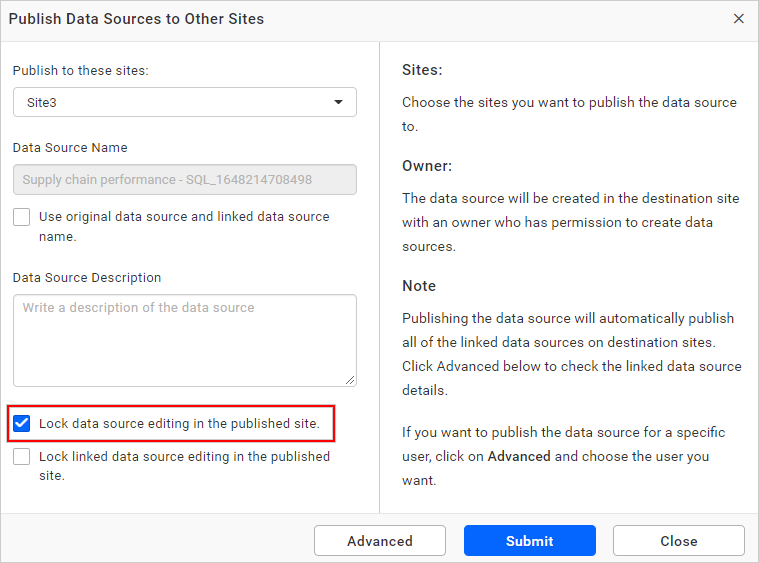 Publish Data Sources to Other Sites
Publish to these sites:
Site3
Data Source Name
Supply chain performance - SQL_1648214708498
Use original data source and linked data source
name.
Data Source Description
Write a description of the data source
Lock data source editing in the published site.
Lock linked data source editing in the published
site.
Sites:
Choose the sites you want to publish the data source
to.
Owner:
The data source will be created in the destination site
with an owner who has permission to create data
sources.
Note
Publishing the data source will automatically publish
all of the linked data sources on destination sites.
Click Advanced below to check the linked data source
details.
If you want to publish the data source for a specific
user, click on Advanced and choose the user you
want.
Advanced
Submit
Close